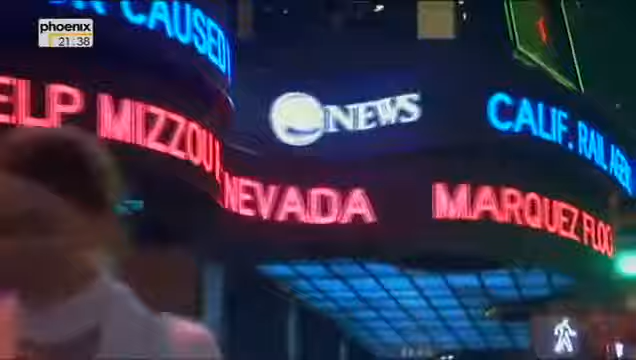 phoenix
21:38
CAUSED
NEWS
CALIF. RAIL
ELP MIZZOU
NEVADA
MARQUEZ FLO